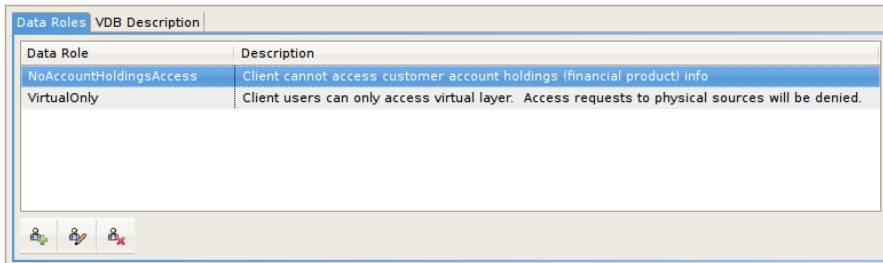 Data Roles VDB Description
Data Role Description
NoAccountHoldingsAccess Client cannot access customer account holdings (financial product) info
VirtualOnly Client users can only access virtual layer. Access requests to physical sources will be denied.